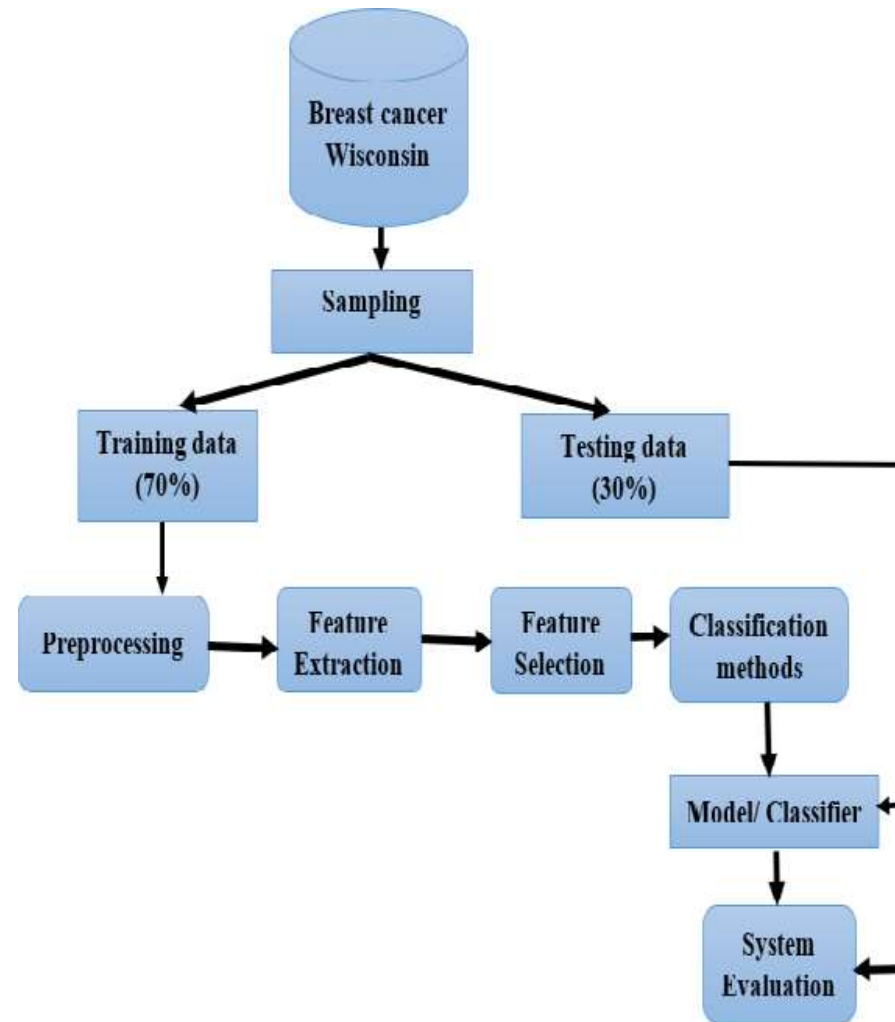 Breast cancer
Wisconsin
Sampling
Training data
(70%)
Testing data
(30%)
Preprocessing
Feature
Extraction
Feature
Selection
Classification
methods
Model/ Classifier
System
Evaluation